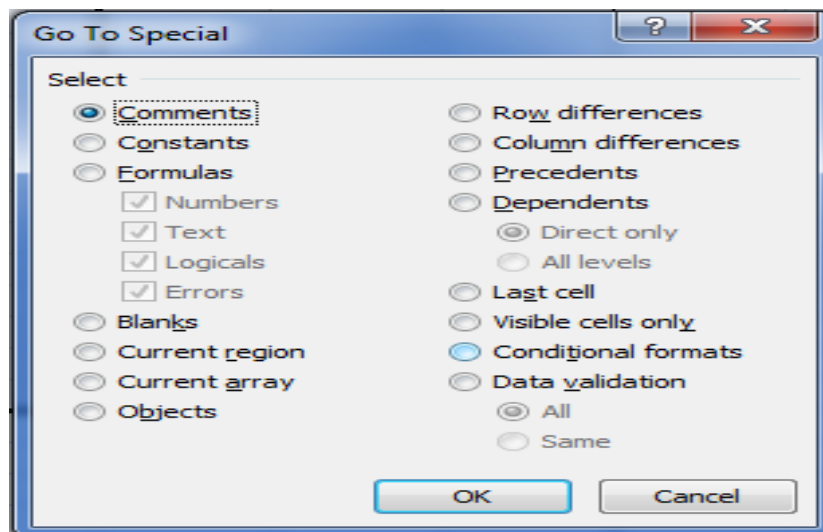 Go To Special
Select
Comments
Constants
Formulas
Numbers
Text
Logicals
Errors
Blanks
Current region
Current array
Objects
Row differences
Column differences
Precedents
Dependents
Direct only
All levels
Last cell
Visible cells only
Conditional formats
Data validation
All
Same
OK
Cancel